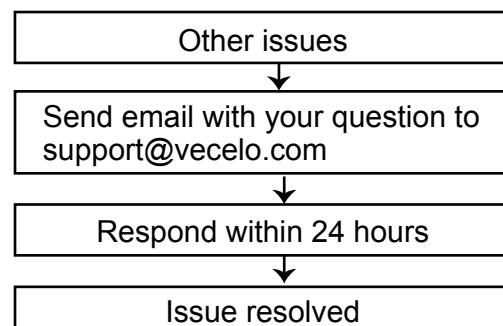 Other issues
Send email with your question to
support@vecelo.com
Respond within 24 hours
Issue resolved